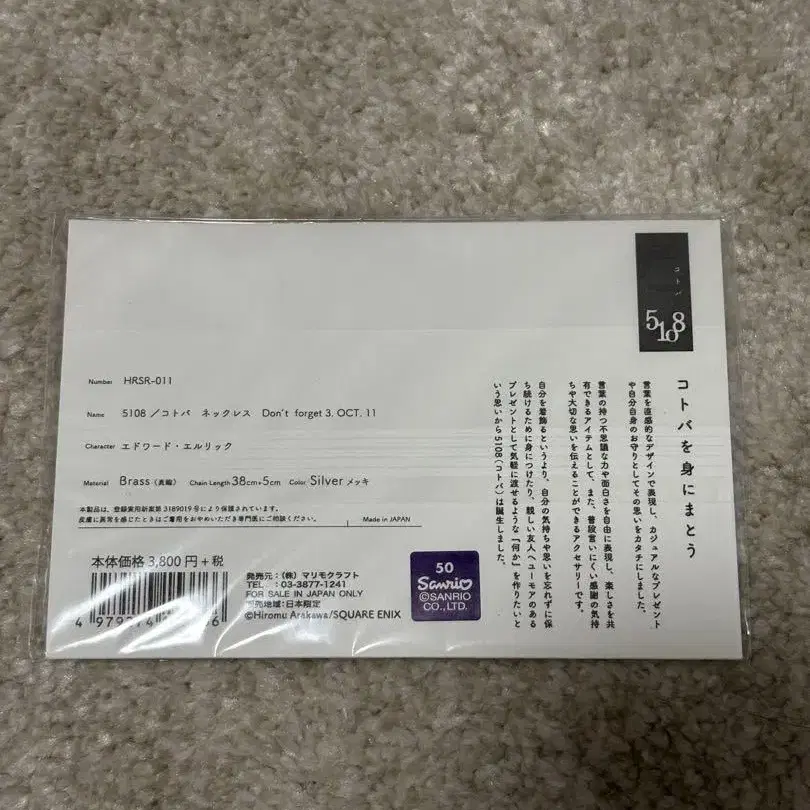 コトバ
5108
コトバを身にまとう
言葉を直感的なデザインで表現し、カジュアルなプレゼント
や自分自身のお守りとしてその思いをカタチにしました。
言葉の持つ不思議な力や面白さを自由に表現し、楽しさを共
有できるアイテムとして、また、普段言いにくい感謝の気持
ちや大切な思いを伝えることができるアクセサリーです。
自分を着飾るというより、自分の気持ちや思いを忘れずに保
ち続けるために身につけたり、親しい友人へユーモアのある
プレゼントとして気軽に渡せるような「何か」を作りたいと
いう思いから5108(コトバ)は誕生しました。
Number HRSR-011
Name 5108／コトバ ネックレス Don't forget 3. OCT. 11
Character エドワード・エルリック
Material Brass（真鍮） Chain Length 38cm+5cm Color Silver メッキ
本製品は、登録実用新案第3189019号により保護されています。
皮膚に異常を感じたときはご着用をおやめいただき専門医にご相談ください。
Made in JAPAN
本体価格 3,800円+税
4 979274
発売元：（株）マリモクラフト
TEL : 03-3877-1241
FOR SALE IN JAPAN ONLY
販売地域:日本限定
©Hiromu Arakawa/SQUARE ENIX
50
Sanrio
©SANRIO
CO.,LTD.